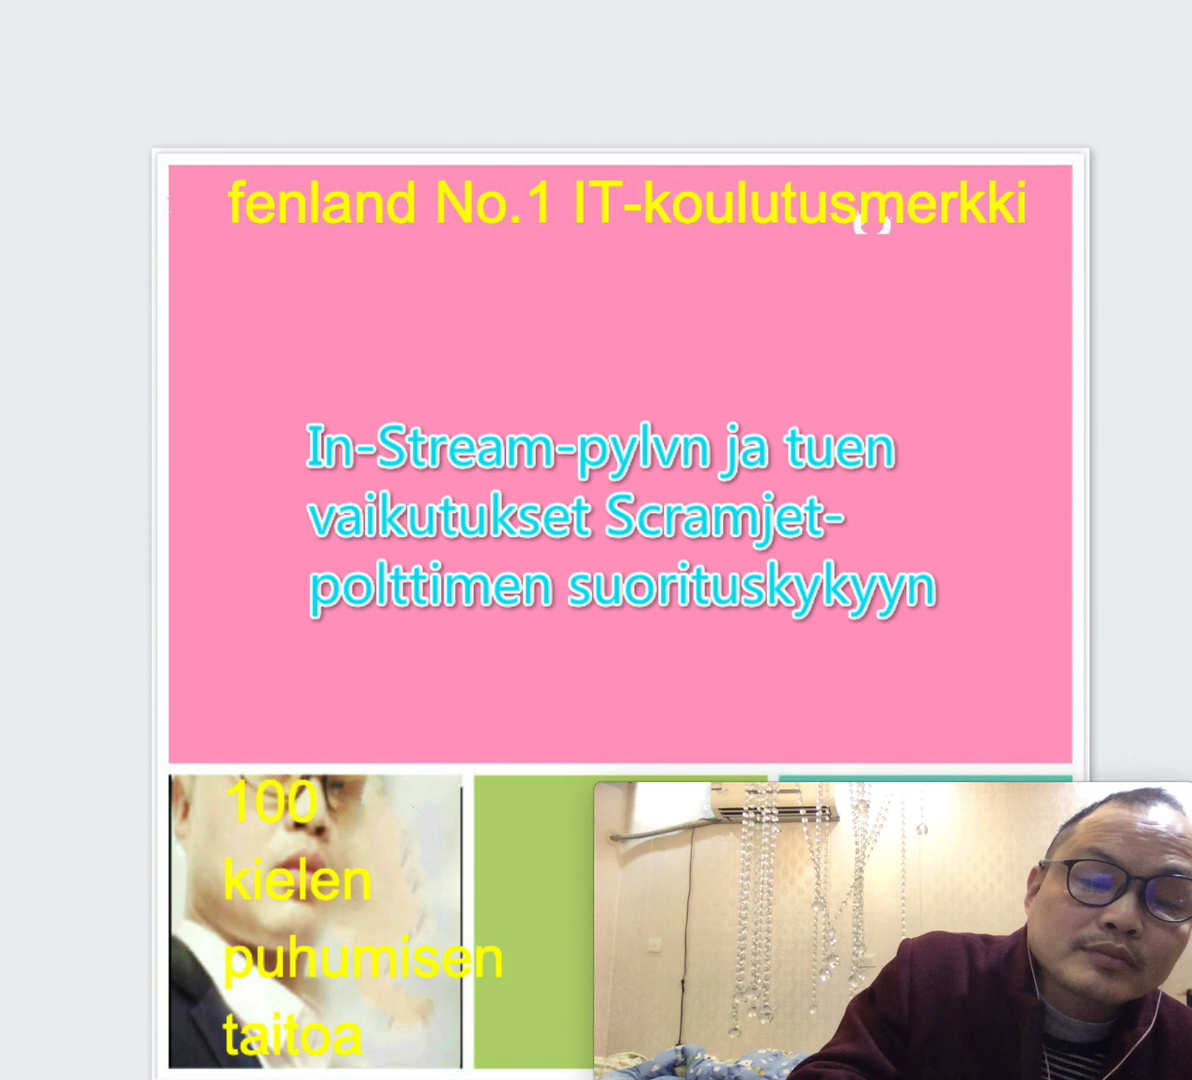 fenland No.1 IT-koulutusmerkki
In-Stream-pylvn ja tuen
vaikutukset Scramjet-
polttimen suorituskykyyn
100
kielen
puhumisen
taitoa